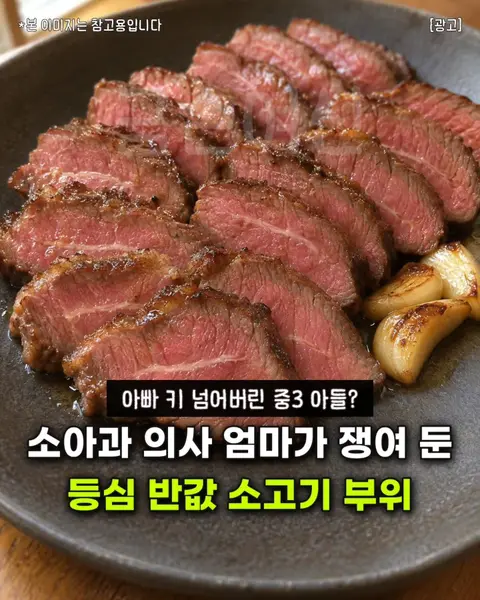 *본 이미지는 참고용입니다
[광고]
아빠 키 넘어버린 중3 아들?
소아과 의사 엄마가 쟁여 둔
등심 반값 소고기 부위